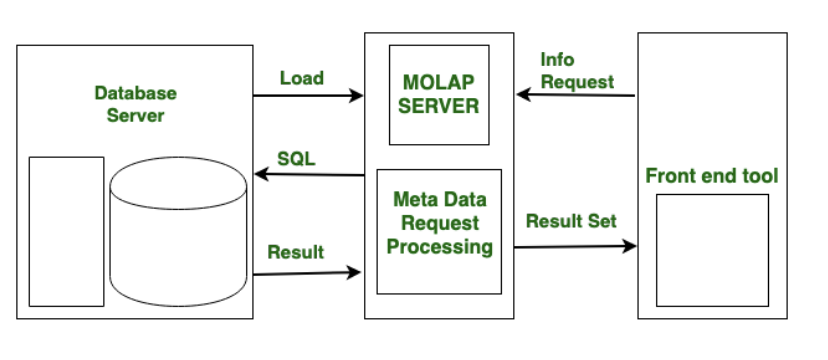 Database
Server
Load
MOLAP
SERVER
Info
Request
SQL
Meta Data
Request
Processing
Front end tool
Result
Result Set